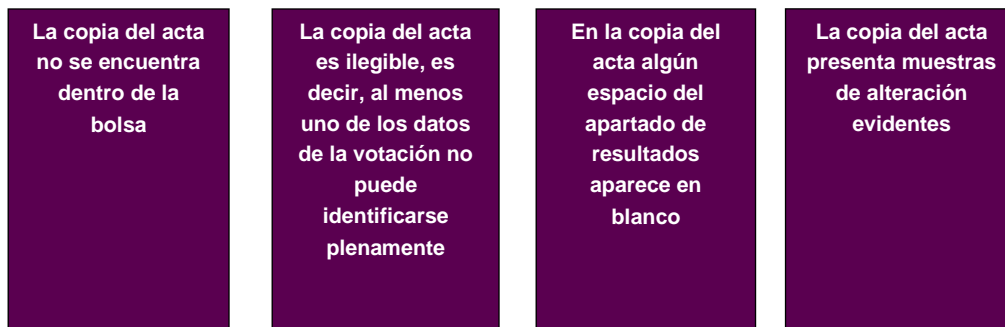 La copia del acta
no se encuentra
dentro de la
bolsa
La copia del acta
es ilegible, es
decir, al menos
uno de los datos
de la votación no
puede
identificarse
plenamente
En la copia del
acta algún
espacio del
apartado de
resultados
aparece en
blanco
La copia del acta
presenta muestras
de alteración
evidentes